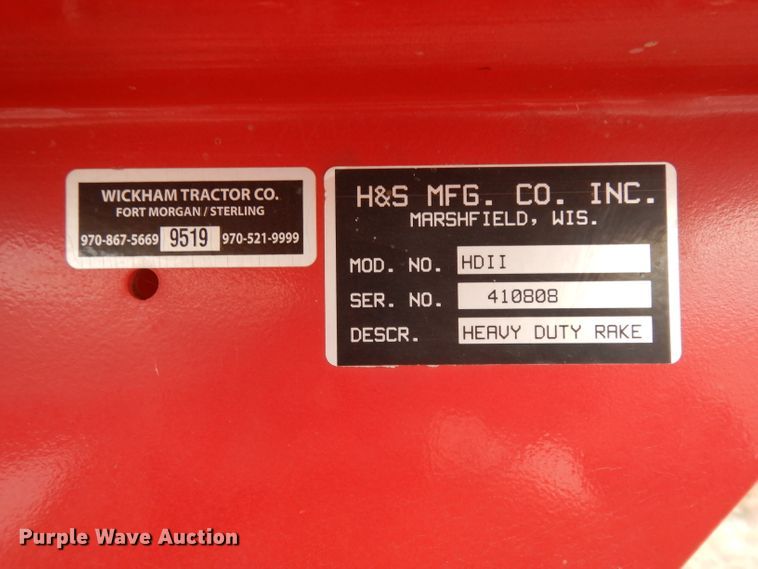 WICKHAM TRACTOR CO.
FORT MORGAN / STERLING
970-867-5669 9519 970-521-9999
H&S MFG. CO. INC.
MARSHFIELD, WIS.
MOD. NO. HDII
SER. NO. 410808
DESCR. HEAVY DUTY RAKE
Purple Wave Auction